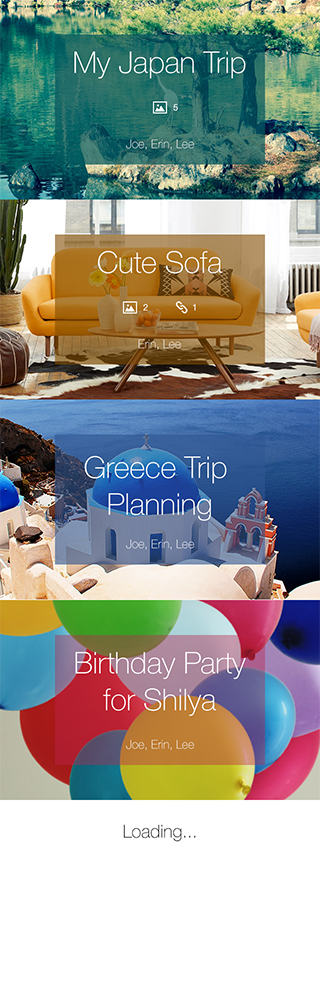 My Japan Trip
5
Joe, Erin, Lee
Cute Sofa
2 1
Erin, Lee
Greece Trip
Planning
Joe, Erin, Lee
Birthday Party
for Shilya
Joe, Erin, Lee
Loading...